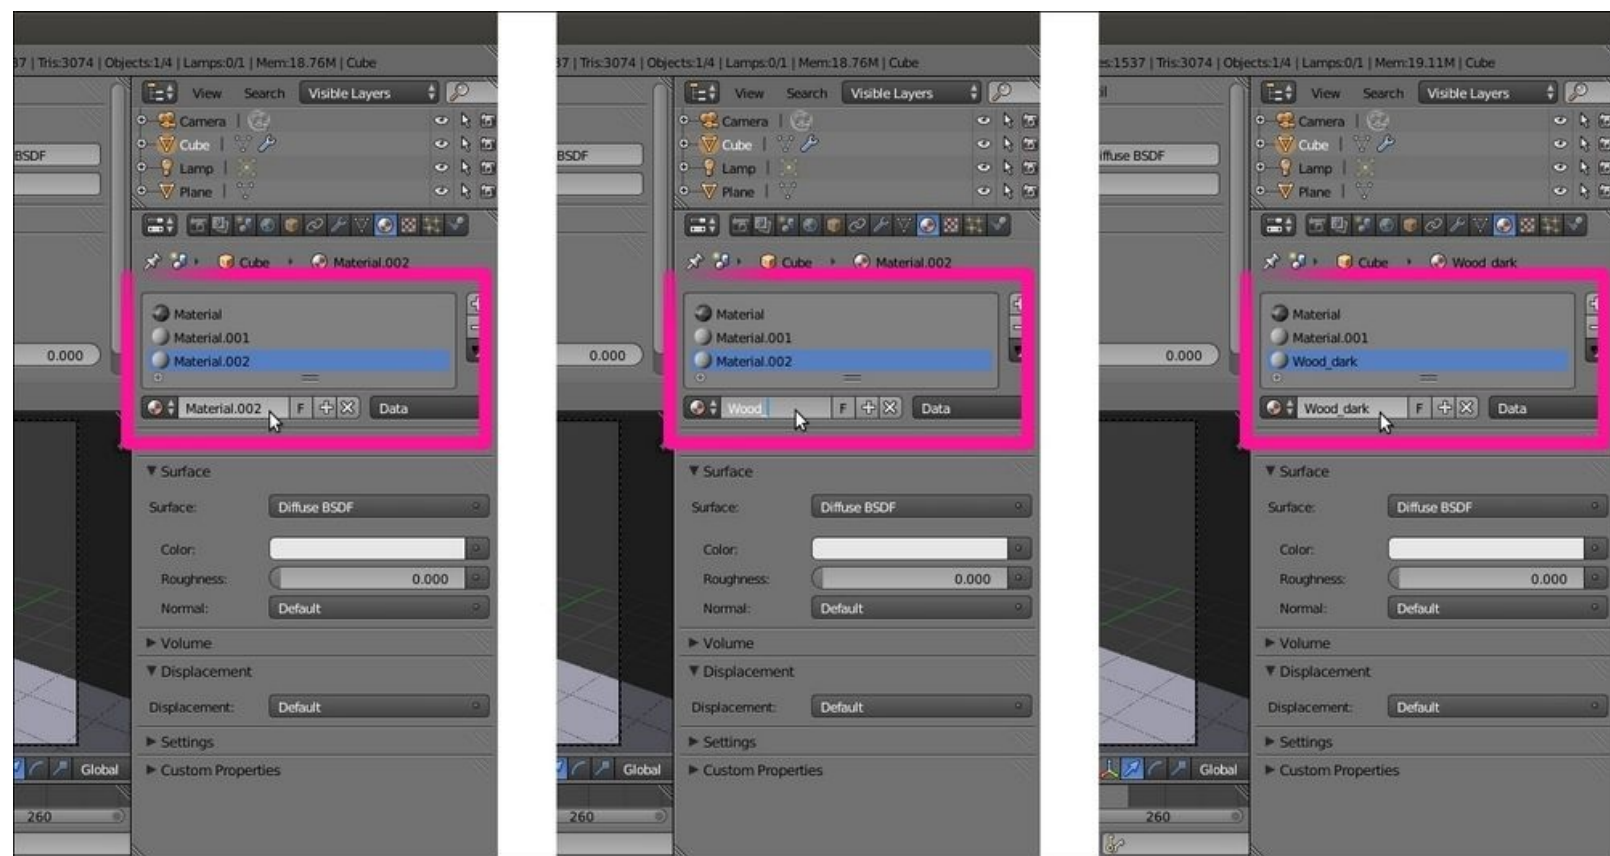 37 | Tris:3074 | Objects:1/4 | Lamps:0/1 | Mem:18.76M | Cube
View Search Visible Layers
Camera
BSDF
Cube
Lamp
Plane
Cube Material.002
Material
Material.001
0.000
Material.002
Material.002 F Data
Surface
Surface: Diffuse BSDF
Color:
Roughness: 0.000
Normal: Default
Volume
Displacement
Displacement: Default
Settings
Global
Custom Properties
260
37 | Tris:3074 | Objects:1/4 | Lamps:0/1 | Mem:18.76M | Cube
View Search Visible Layers
Camera
BSDF
Cube
Lamp
Plane
Cube Material.002
Material
Material.001
0.000
Material.002
Wood_ F Data
Surface
Surface: Diffuse BSDF
Color:
Roughness: 0.000
Normal: Default
Volume
Displacement
Displacement: Default
Settings
Global
Custom Properties
260
es:1537 | Tris:3074 | Objects:1/4 | Lamps:0/1 | Mem:19.11M | Cube
View Search Visible Layers
Camera
iffuse BSDF
Cube
Lamp
Plane
Cube Wood_dark
Material
Material.001
0.000
Wood_dark
Wood_dark F Data
Surface
Surface: Diffuse BSDF
Color:
Roughness: 0.000
Normal: Default
Volume
Displacement
Displacement: Default
Settings
Global
Custom Properties
260